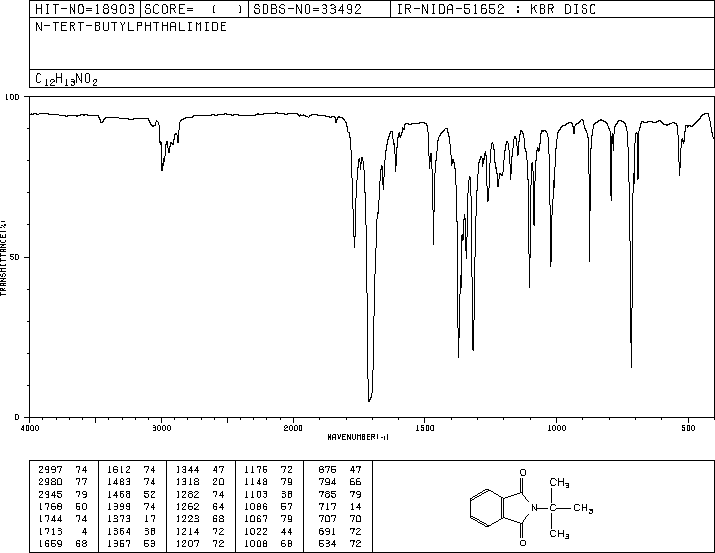 HIT-NO=18903 SCORE= ( ) SDBS-NO=33492 IR-NIDA-51652 : KBR DISC
N-TERT-BUTYLPHTHALIMIDE
C12H13NO2
100
50
0
TRANSMITTANCE(%)
4000 3000 2000 1500 1000 500
WAVENUMBER(-1)
2997 74 1612 74 1344 47 1176 72 876 47
2980 77 1483 74 1318 20 1148 79 794 66
2945 79 1468 52 1282 74 1103 38 785 79
1768 50 1399 74 1262 64 1086 57 717 14
1744 74 1373 17 1223 68 1067 79 707 70
1713 4 1364 38 1214 72 1022 44 691 72
1659 68 1357 53 1207 72 1008 68 534 72
O
CH3
N C CH3
CH3
O